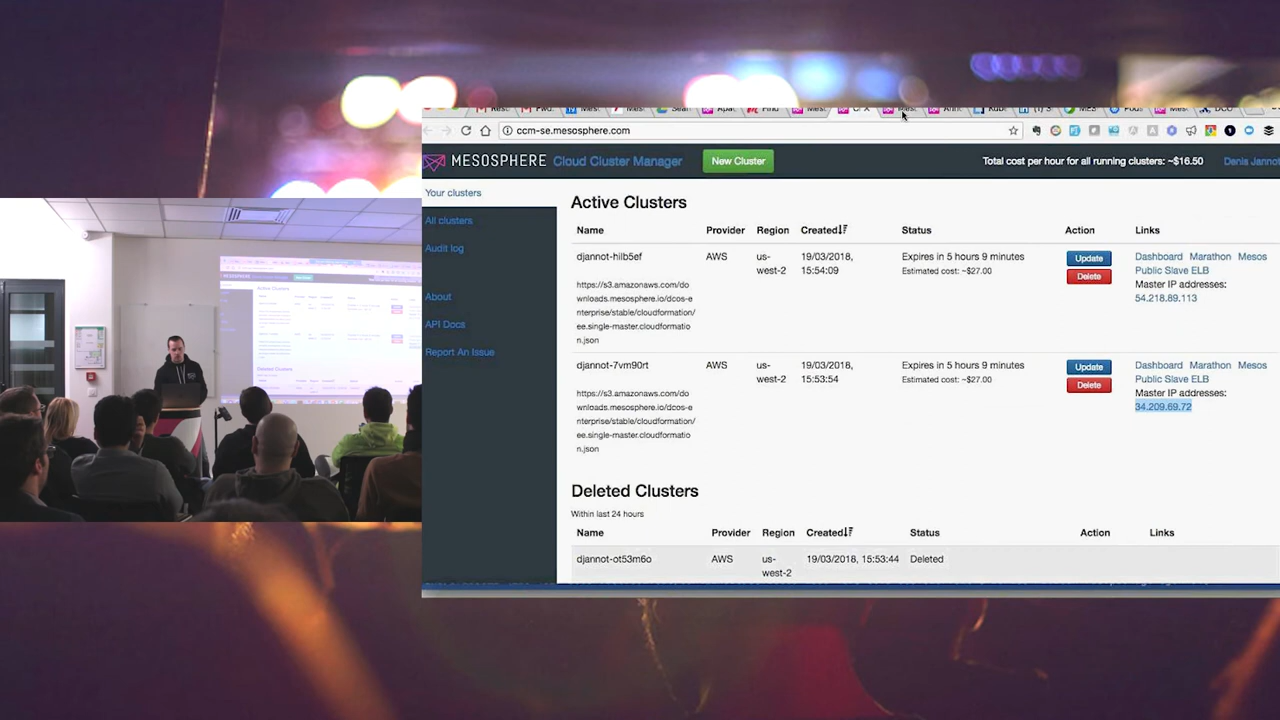 ccm-se.mesosphere.com
MESOSPHERE Cloud Cluster Manager
New Cluster
Total cost per hour for all running clusters: ~$16.50
Denis Jannot
Your clusters
All clusters
Audit log
About
API Docs
Report An Issue
Active Clusters
Name Provider Region Created Status Action Links
djannot-hilb5ef AWS us-west-2 19/03/2018, 15:54:09 Expires in 5 hours 9 minutes
Estimated cost: ~$27.00
Update
Delete
Dashboard Marathon Mesos
Public Slave ELB
Master IP addresses:
54.218.89.113
https://s3.amazonaws.com/do
wnloads.mesosphere.io/dcos-e
nterprise/stable/cloudformation/
ee.single-master.cloudformatio
n.json
djannot-7vm90rt AWS us-west-2 19/03/2018, 15:53:54 Expires in 5 hours 9 minutes
Estimated cost: ~$27.00
Update
Delete
Dashboard Marathon Mesos
Public Slave ELB
Master IP addresses:
34.209.69.72
https://s3.amazonaws.com/do
wnloads.mesosphere.io/dcos-e
nterprise/stable/cloudformation/
ee.single-master.cloudformatio
n.json
Deleted Clusters
Within last 24 hours
Name Provider Region Created Status Action Links
djannot-ot53m6o AWS us-west-2 19/03/2018, 15:53:44 Deleted